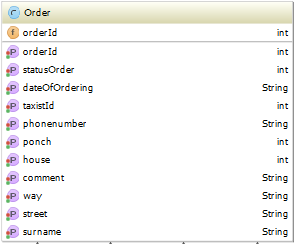 C Order
f orderId int
P orderId int
P statusOrder int
P dateOfOrdering String
P taxistId int
P phonenumber String
P ponch int
P house int
P comment String
P way String
P street String
P surname String